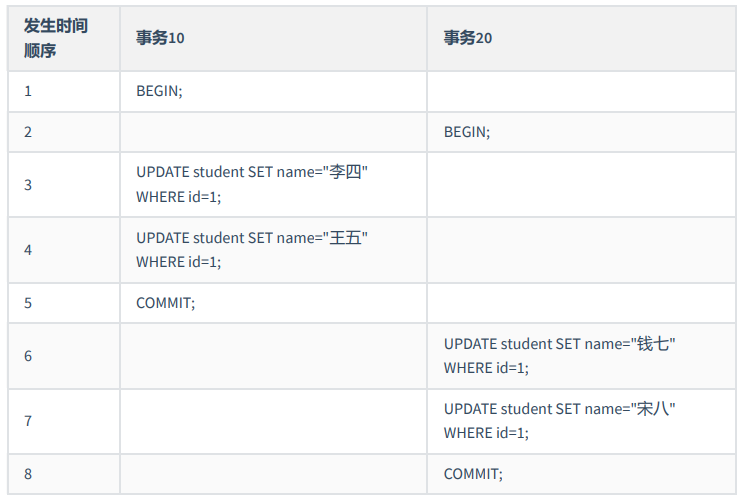 发生时间
顺序
事务10
事务20
1
BEGIN;
2
BEGIN;
3
UPDATE student SET name="李四"
WHERE id=1;
4
UPDATE student SET name="王五"
WHERE id=1;
5
COMMIT;
6
UPDATE student SET name="钱七"
WHERE id=1;
7
UPDATE student SET name="宋八"
WHERE id=1;
8
COMMIT;